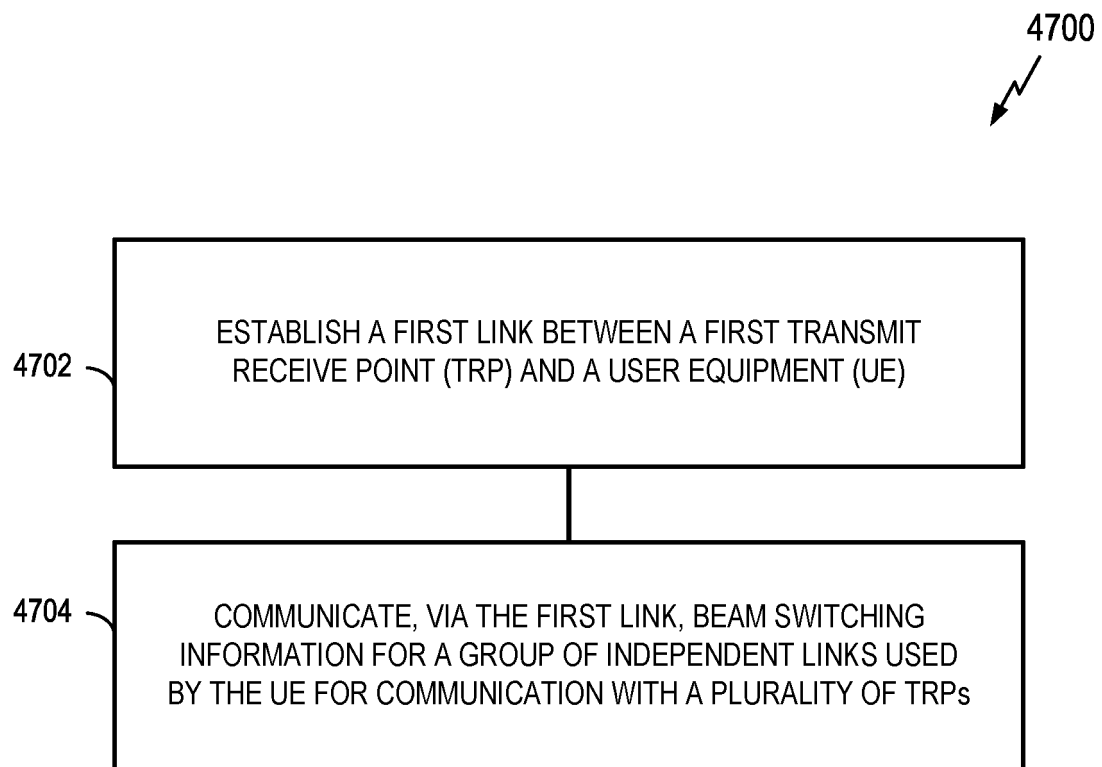 4700
4702
ESTABLISH A FIRST LINK BETWEEN A FIRST TRANSMIT
RECEIVE POINT (TRP) AND A USER EQUIPMENT (UE)
4704
COMMUNICATE, VIA THE FIRST LINK, BEAM SWITCHING
INFORMATION FOR A GROUP OF INDEPENDENT LINKS USED
BY THE UE FOR COMMUNICATION WITH A PLURALITY OF TRPs